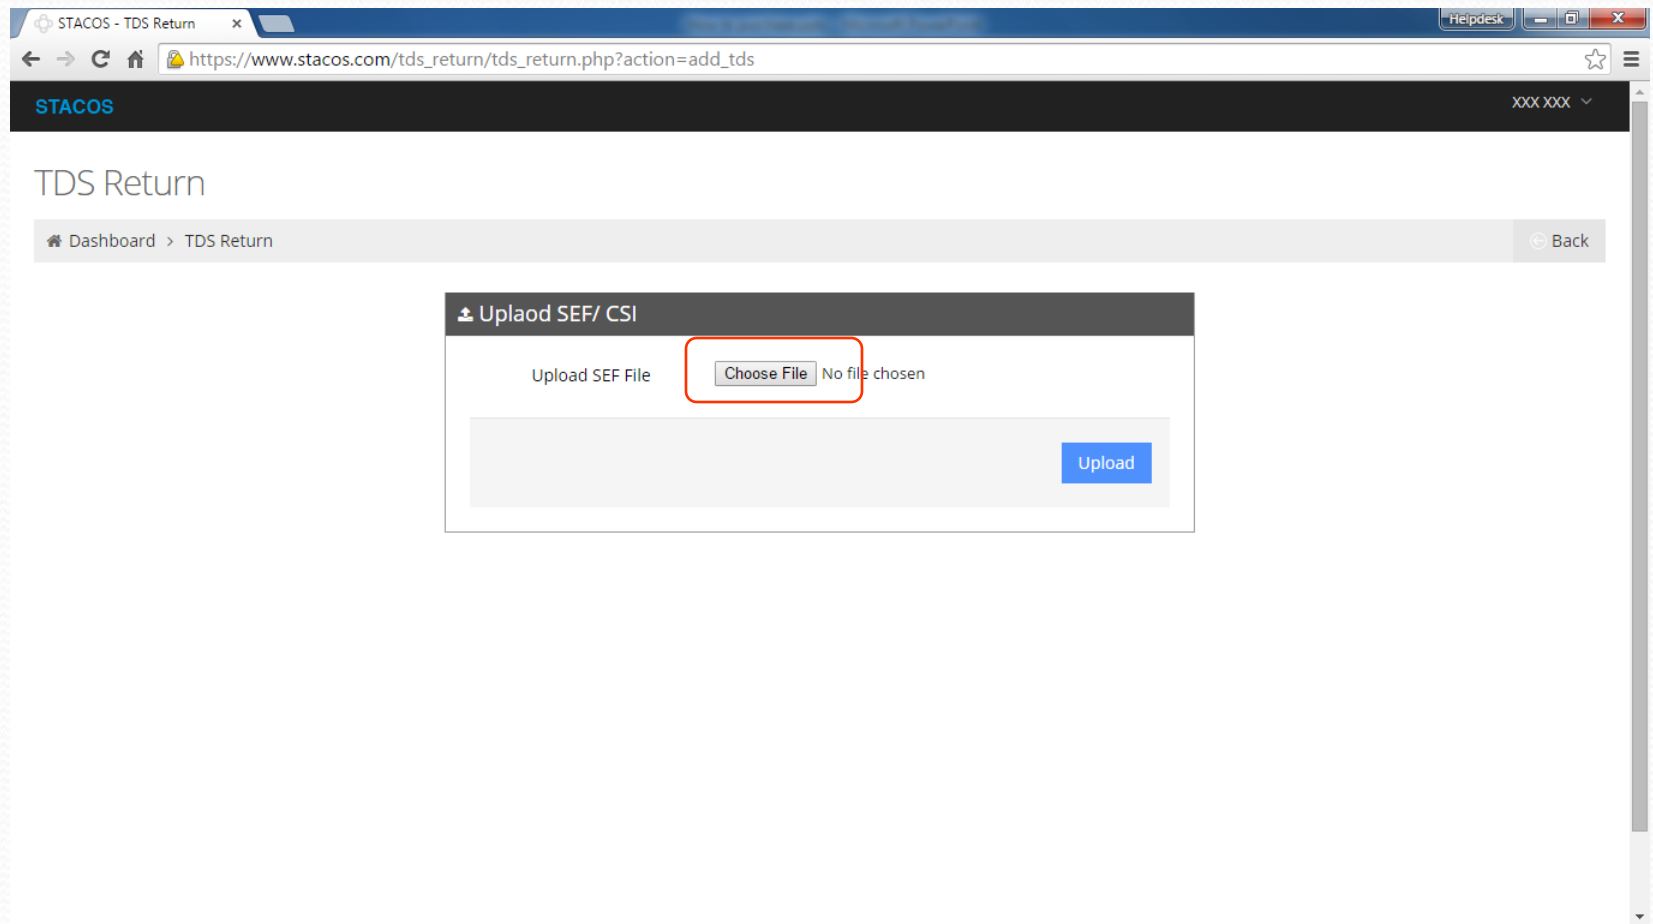 STACOS - TDS Return
Helpdesk
https://www.stacos.com/tds_return/tds_return.php?action=add_tds
STACOS
XXX XXX
TDS Return
Dashboard > TDS Return
Back
Uplaod SEF/ CSI
Upload SEF File
Choose File No file chosen
Upload